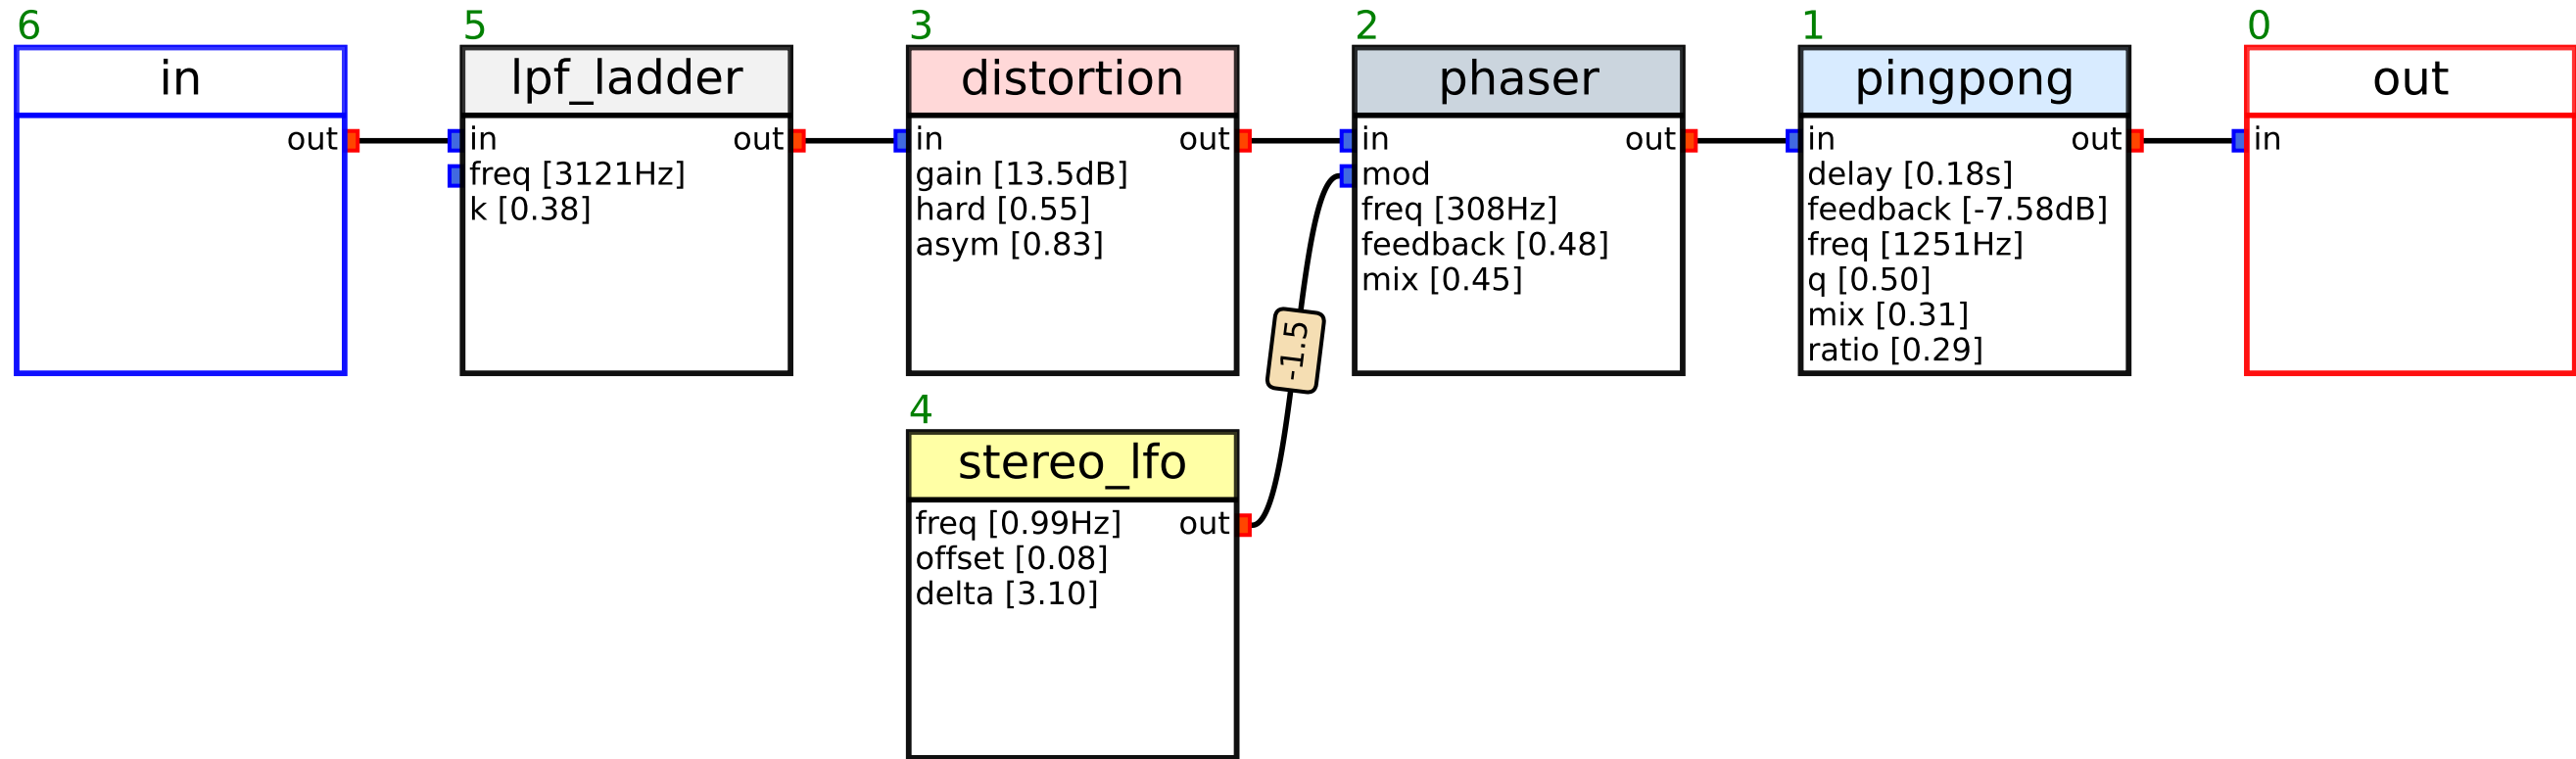 6
in
out
5
lpf_ladder
in out
freq [3121Hz]
k [0.38]
3
distortion
in out
gain [13.5dB]
hard [0.55]
asym [0.83]
2
phaser
in out
mod
freq [308Hz]
feedback [0.48]
mix [0.45]
1
pingpong
in out
delay [0.18s]
feedback [-7.58dB]
freq [1251Hz]
q [0.50]
mix [0.31]
ratio [0.29]
0
out
in
-1.5
4
stereo_lfo
freq [0.99Hz] out
offset [0.08]
delta [3.10]